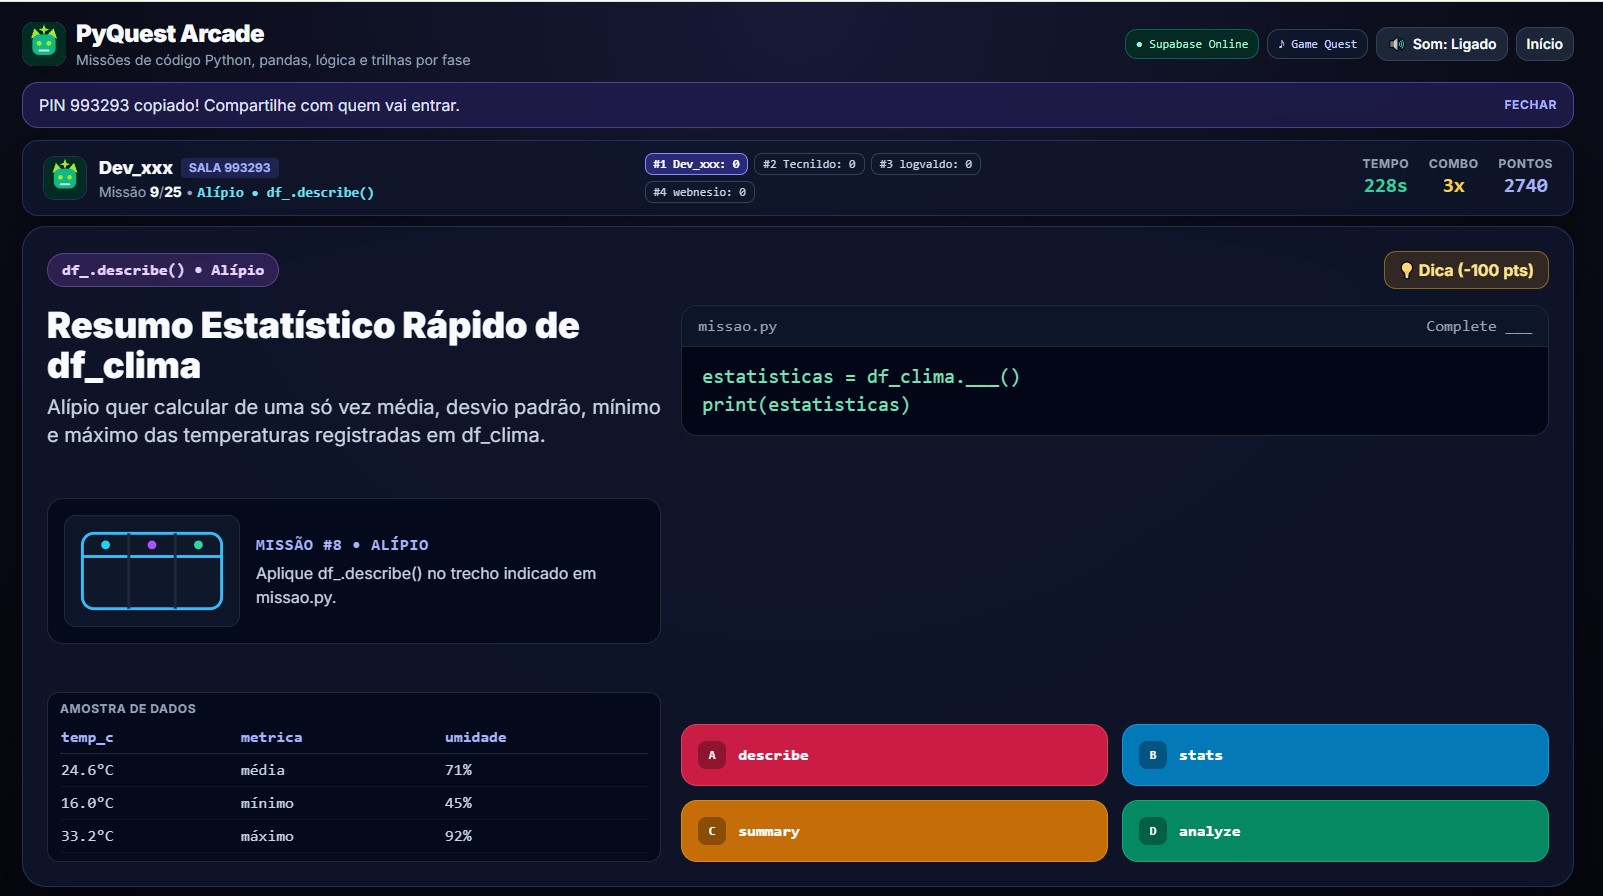 PyQuest Arcade
Missões de código Python, pandas, lógica e trilhas por fase
● Supabase Online
♪ Game Quest
🔊 Som: Ligado
Início
PIN 993293 copiado! Compartilhe com quem vai entrar.
FECHAR
Dev_xxx SALA 993293
Missão 9/25 • Alípio • df_.describe()
#1 Dev_xxx: 0
#2 Tecnildo: 0
#3 logvaldo: 0
#4 webnesio: 0
TEMPO
228s
COMBO
3x
PONTOS
2740
df_.describe() • Alípio
💡 Dica (-100 pts)
Resumo Estatístico Rápido de
df_clima
Alípio quer calcular de uma só vez média, desvio padrão, mínimo
e máximo das temperaturas registradas em df_clima.
missao.py
Complete ___
estatisticas = df_clima.___()
print(estatisticas)
MISSÃO #8 • ALÍPIO
Aplique df_.describe() no trecho indicado em
missao.py.
AMOSTRA DE DADOS
temp_c metrica umidade
24.6°C média 71%
16.0°C mínimo 45%
33.2°C máximo 92%
A describe
B stats
C summary
D analyze